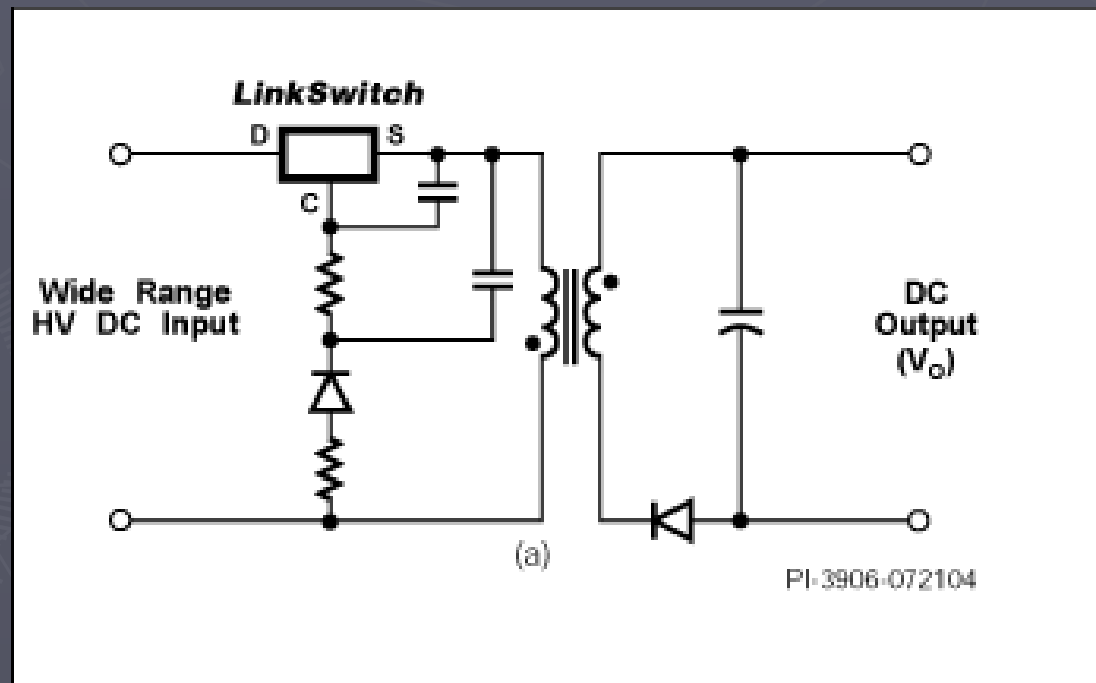 LinkSwitch
D
S
C
Wide Range
HV DC Input
DC
Output
(VO)
(a)
PI-3906-072104